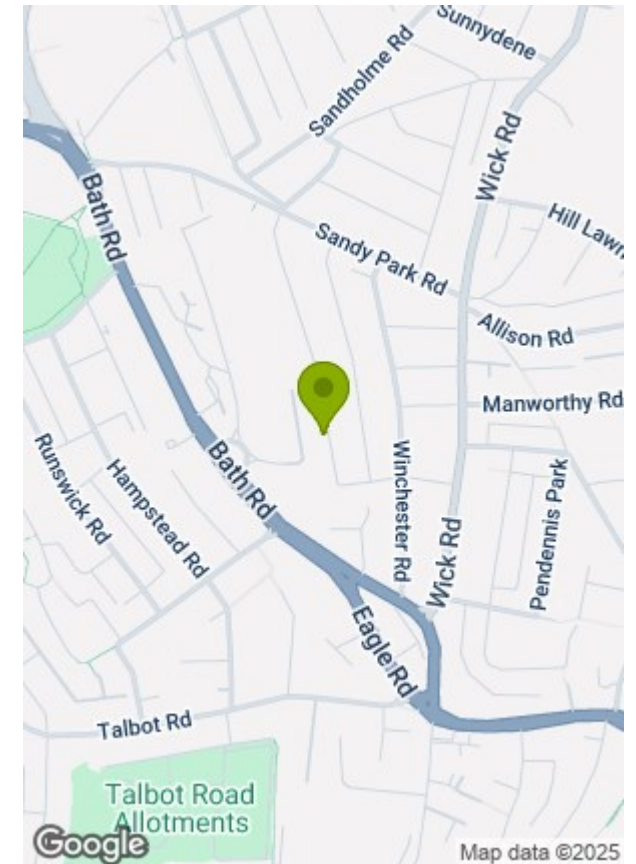 Sunnydene
Sandholme Rd
Wick Rd
Bath Rd
Hill Lawn
Sandy Park Rd
Allison Rd
Manworthy Rd
Runswick Rd
Hampstead Rd
Bath Rd
Winchester Rd
Pendennis Park
Wick Rd
Eagle Rd
Talbot Rd
Talbot Road
Allotments
Google
Map data ©2025